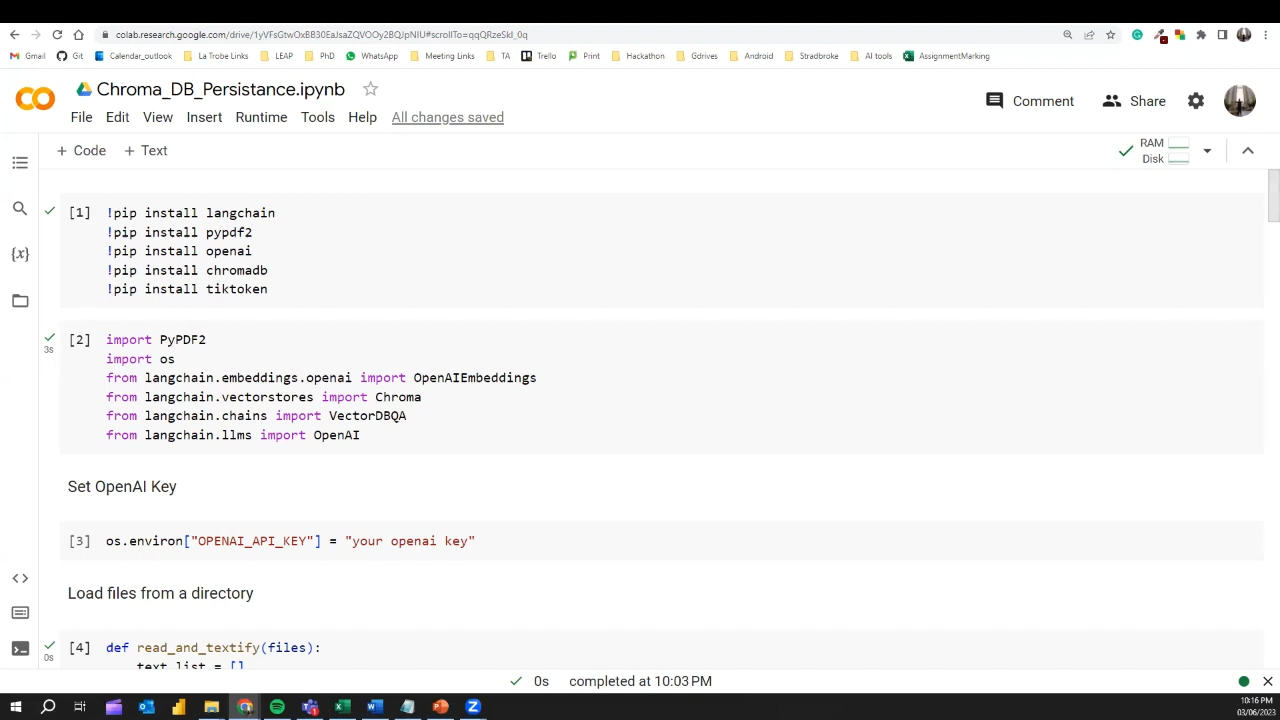 colab.research.google.com/drive/1yVFsGtwOxBB30EaJsaZQVOOy2BQJpNIU#scrollTo=qqQRzeSkI_0q
Gmail Git Calendar_outlook La Trobe Links LEAP PhD WhatsApp Meeting Links TA Trello Print Hackathon Gdrives Android Stradbroke AI tools AssignmentMarking
Chroma_DB_Persistance.ipynb
Comment Share
File Edit View Insert Runtime Tools Help All changes saved
+ Code + Text
RAM
Disk
[1] !pip install langchain
!pip install pypdf2
!pip install openai
!pip install chromadb
!pip install tiktoken
[2] import PyPDF2
3s
import os
from langchain.embeddings.openai import OpenAIEmbeddings
from langchain.vectorstores import Chroma
from langchain.chains import VectorDBQA
from langchain.llms import OpenAI
Set OpenAI Key
[3] os.environ["OPENAI_API_KEY"] = "your openai key"
Load files from a directory
[4] def read_and_textify(files):
0s
text_list = []
0s completed at 10:03 PM
10:16 PM
03/06/2023